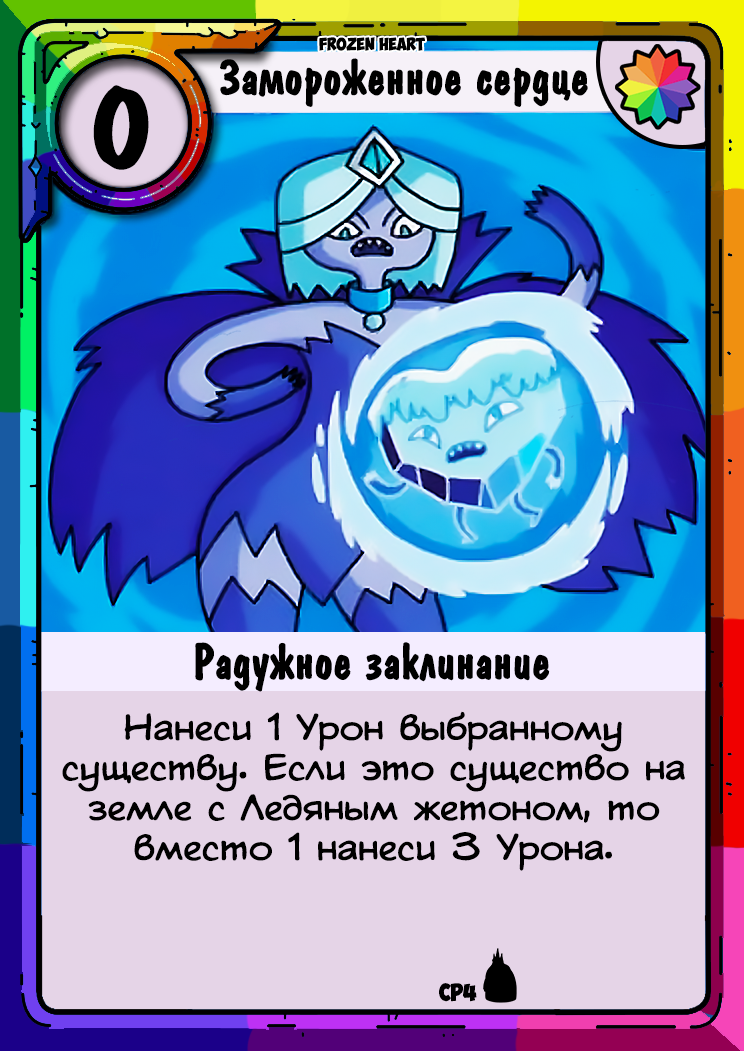 FROZEN HEART
Замороженное сердце
0
Радужное заклинание
Нанеси 1 Урон выбранному
существу. Если это существо на
земле с Ледяным жетоном, то
вместо 1 нанеси 3 Урона.
CP4